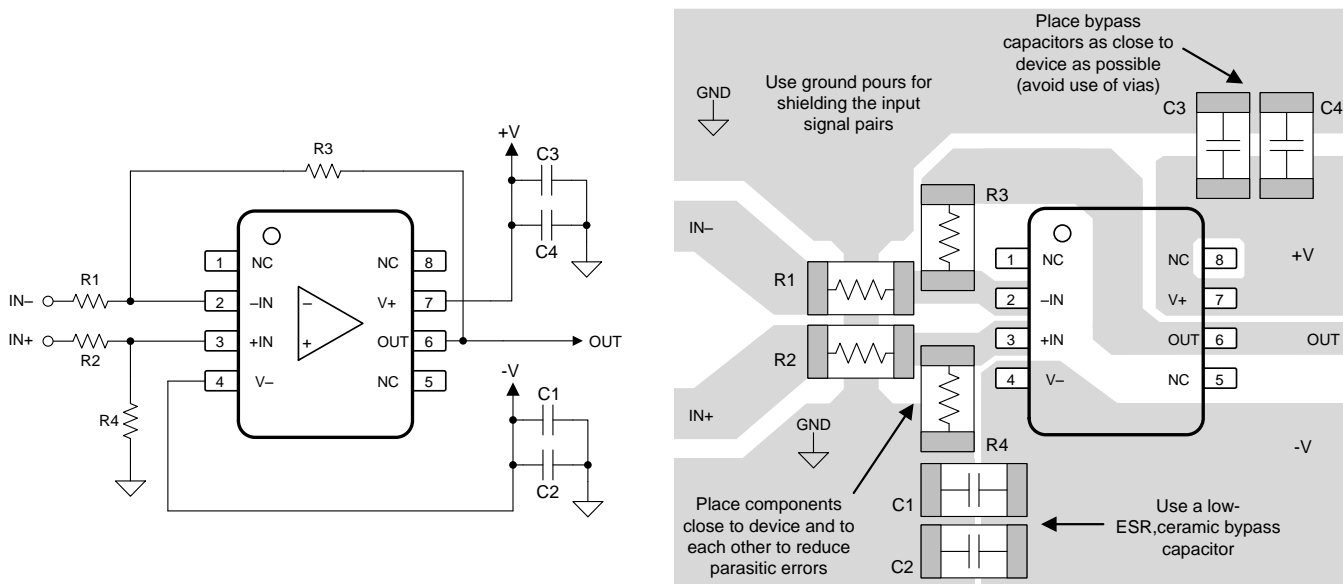 R3
+V
C3
C4
1
NC
NC
8
R1
IN–
2
–IN
V+
7
–
IN+
R2
3
+IN
+
OUT
6
OUT
4
V–
NC
5
R4
-V
C1
C2
Place bypass
capacitors as close to
device as possible
(avoid use of vias)
Use ground pours for
shielding the input
signal pairs
GND
C3
C4
R3
IN–
1
NC
NC
8
+V
R1
2
–IN
V+
7
3
+IN
OUT
6
OUT
R2
4
V–
NC
5
IN+
GND
R4
-V
Place components
close to device and to
each other to reduce
parasitic errors
C1
C2
Use a low-
ESR,ceramic bypass
capacitor